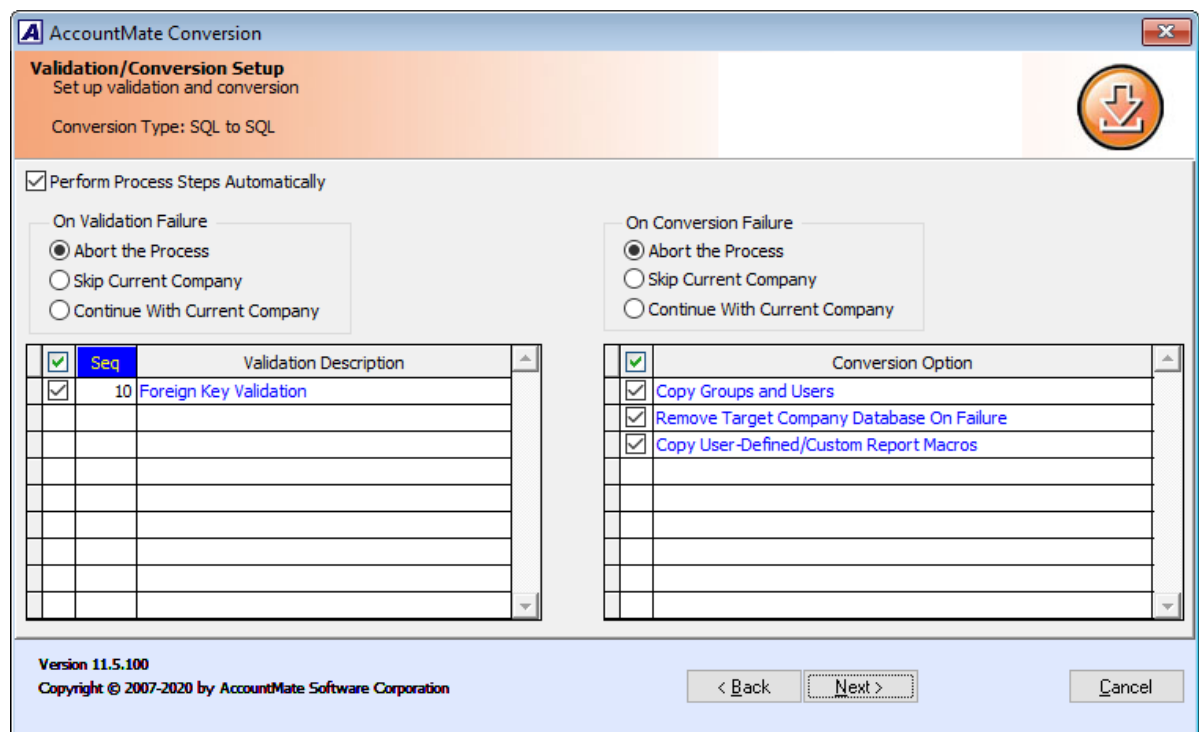 AccountMate Conversion
Validation/Conversion Setup
Set up validation and conversion
Conversion Type: SQL to SQL
Perform Process Steps Automatically
On Validation Failure
Abort the Process
Skip Current Company
Continue With Current Company
On Conversion Failure
Abort the Process
Skip Current Company
Continue With Current Company
Seq Validation Description
10 Foreign Key Validation
Conversion Option
Copy Groups and Users
Remove Target Company Database On Failure
Copy User-Defined/Custom Report Macros
Version 11.5.100
Copyright © 2007-2020 by AccountMate Software Corporation
< Back Next > Cancel